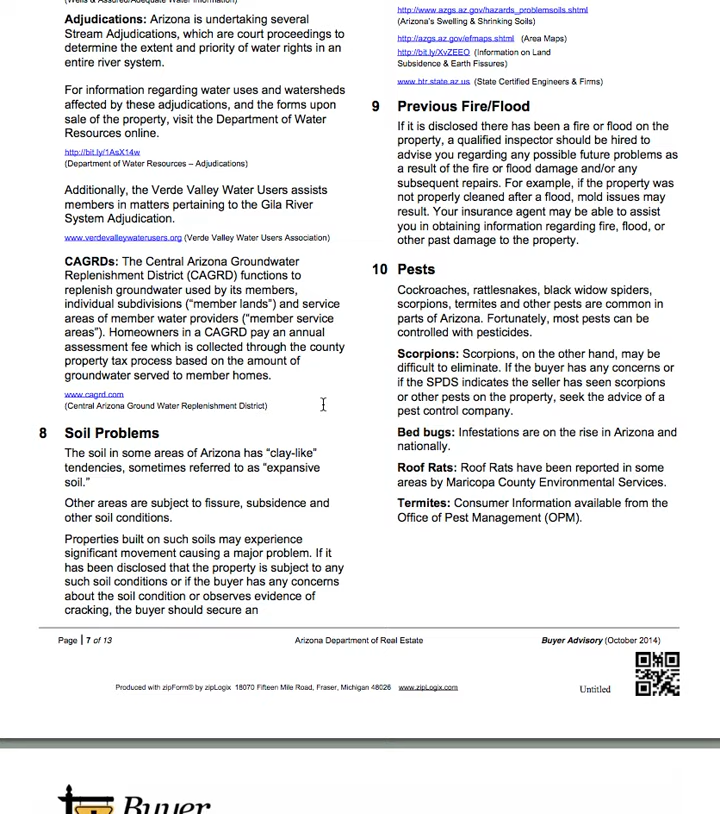 Adjudications: Arizona is undertaking several
Stream Adjudications, which are court proceedings to
determine the extent and priority of water rights in an
entire river system.
For information regarding water uses and watersheds
affected by these adjudications, and the forms upon
sale of the property, visit the Department of Water
Resources online.
http://bit.ly/1AsX14w
(Department of Water Resources – Adjudications)
Additionally, the Verde Valley Water Users assists
members in matters pertaining to the Gila River
System Adjudication.
www.verdevalleywaterusers.org (Verde Valley Water Users Association)
CAGRDs: The Central Arizona Groundwater
Replenishment District (CAGRD) functions to
replenish groundwater used by its members,
individual subdivisions (“member lands”) and service
areas of member water providers (“member service
areas”). Homeowners in a CAGRD pay an annual
assessment fee which is collected through the county
property tax process based on the amount of
groundwater served to member homes.
www.cagrd.com
(Central Arizona Ground Water Replenishment District)
8 Soil Problems
The soil in some areas of Arizona has “clay-like”
tendencies, sometimes referred to as “expansive
soil.”
Other areas are subject to fissure, subsidence and
other soil conditions.
Properties built on such soils may experience
significant movement causing a major problem. If it
has been disclosed that the property is subject to any
such soil conditions or if the buyer has any concerns
about the soil condition or observes evidence of
cracking, the buyer should secure an
http://www.azgs.az.gov/hazards_problemsoils.shtml
(Arizona's Swelling & Shrinking Soils)
http://azgs.az.gov/efmaps.shtml (Area Maps)
http://bit.ly/XvZEEO (Information on Land
Subsidence & Earth Fissures)
www.btr.state.az.us (State Certified Engineers & Firms)
9 Previous Fire/Flood
If it is disclosed there has been a fire or flood on the
property, a qualified inspector should be hired to
advise you regarding any possible future problems as
a result of the fire or flood damage and/or any
subsequent repairs. For example, if the property was
not properly cleaned after a flood, mold issues may
result. Your insurance agent may be able to assist
you in obtaining information regarding fire, flood, or
other past damage to the property.
10 Pests
Cockroaches, rattlesnakes, black widow spiders,
scorpions, termites and other pests are common in
parts of Arizona. Fortunately, most pests can be
controlled with pesticides.
Scorpions: Scorpions, on the other hand, may be
difficult to eliminate. If the buyer has any concerns or
if the SPDS indicates the seller has seen scorpions
or other pests on the property, seek the advice of a
pest control company.
Bed bugs: Infestations are on the rise in Arizona and
nationally.
Roof Rats: Roof Rats have been reported in some
areas by Maricopa County Environmental Services.
Termites: Consumer Information available from the
Office of Pest Management (OPM).
Page | 7 of 13 Arizona Department of Real Estate Buyer Advisory (October 2014)
Produced with zipForm® by zipLogix 18070 Fifteen Mile Road, Fraser, Michigan 48026 www.zipLogix.com Untitled
Buyer